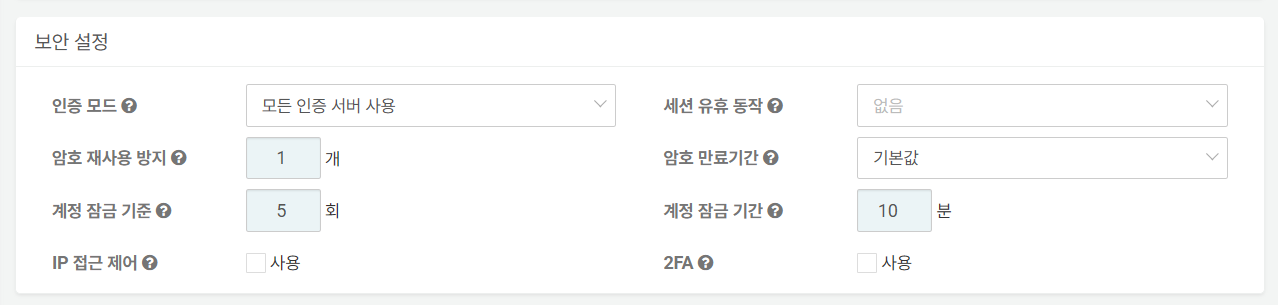 보안 설정
인증 모드 ? 모든 인증 서버 사용 세션 유휴 동작 ? 없음
암호 재사용 방지 ? 1 개 암호 만료기간 ? 기본값
계정 잠금 기준 ? 5 회 계정 잠금 기간 ? 10 분
IP 접근 제어 ? 사용 2FA ? 사용